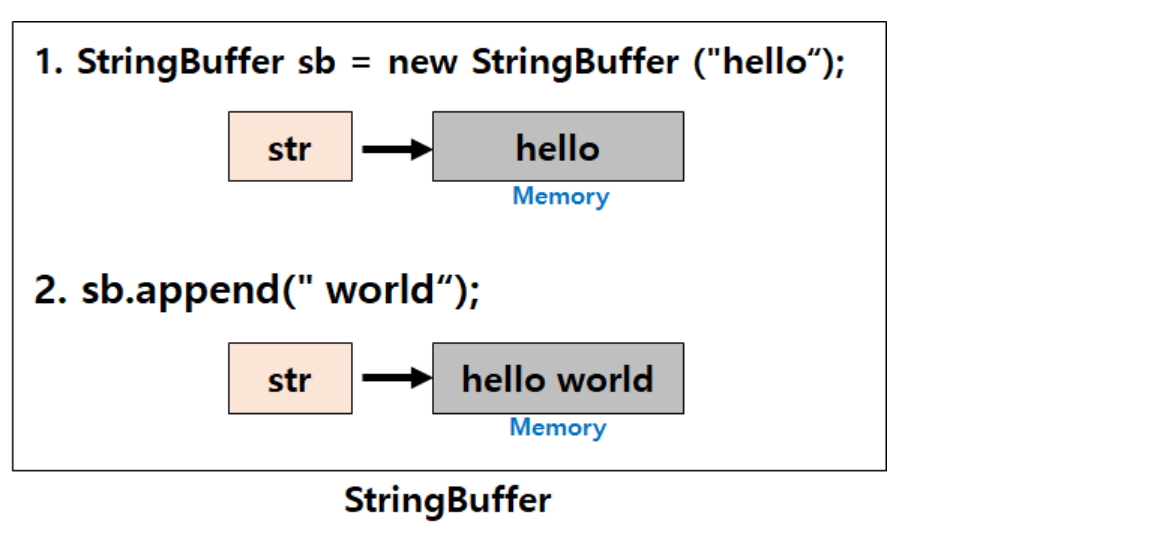 1. StringBuffer sb = new StringBuffer ("hello“);
str
hello
Memory
2. sb.append(" world“);
str
hello world
Memory
StringBuffer